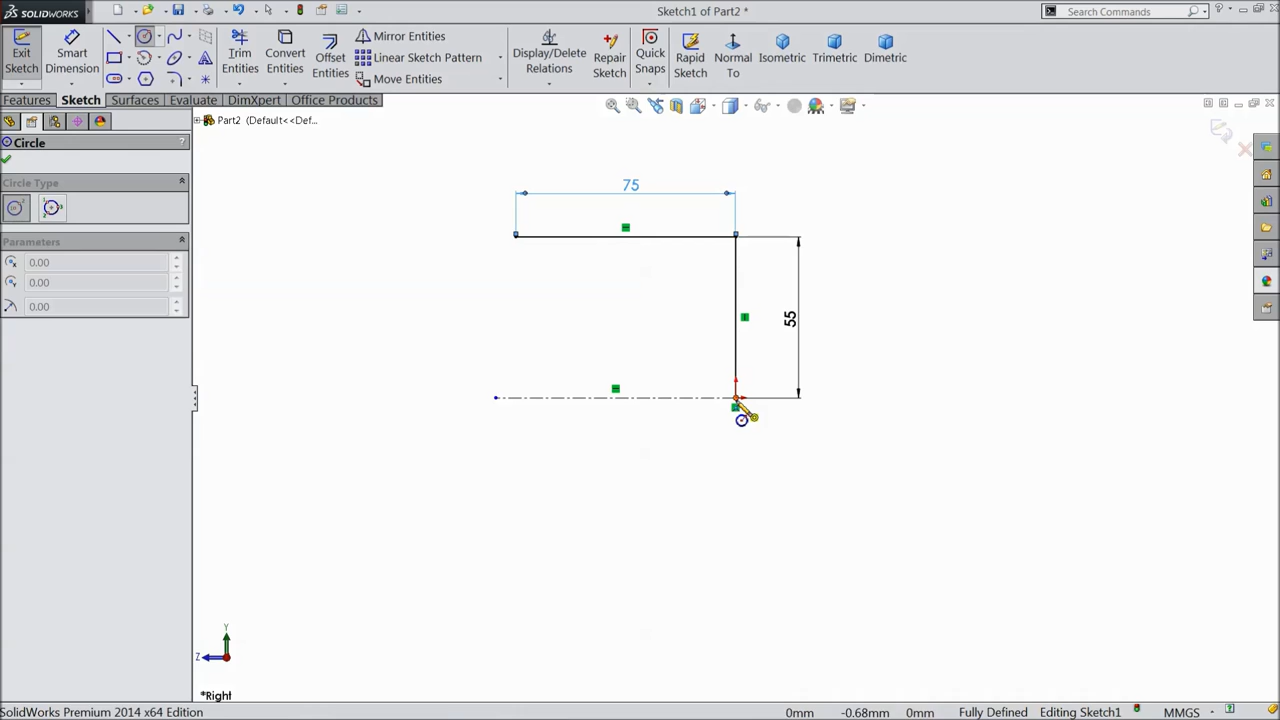 SOLIDWORKS
Sketch1 of Part2 *
Search Commands
Exit Sketch
Smart Dimension
Trim Entities
Convert Entities
Offset Entities
Mirror Entities
Linear Sketch Pattern
Move Entities
Display/Delete Relations
Repair Sketch
Quick Snaps
Rapid Sketch
Normal To
Isometric
Trimetric
Dimetric
Features
Sketch
Surfaces
Evaluate
DimXpert
Office Products
Part2 (Default<<Def...
Circle
?
Circle Type
Parameters
0.00
0.00
0.00
75
55
Y
Z
*Right
SolidWorks Premium 2014 x64 Edition
0mm
-0.68mm
0mm
Fully Defined
Editing Sketch1
MMGS
?